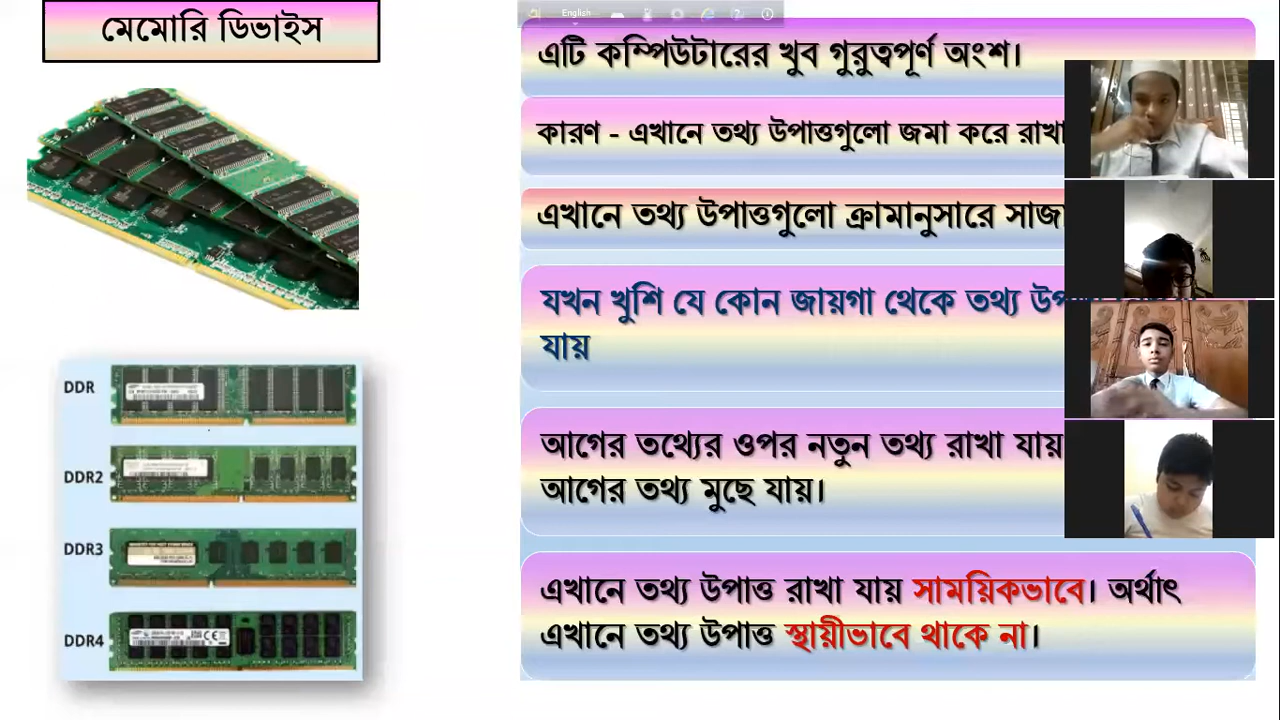 মেমোরি ডিভাইস
English
এটি কম্পিউটারের খুব গুরুত্বপূর্ণ অংশ।
কারণ - এখানে তথ্য উপাত্তগুলো জমা করে রাখা
এখানে তথ্য উপাত্তগুলো ক্রামানুসারে
যখন খুশি যে কোন জায়গা থেকে তথ্য
যায়
আগের তথ্যের ওপর নতুন তথ্য রাখা যায়
আগের তথ্য মুছে যায়।
এখানে তথ্য উপাত্ত রাখা যায় সাময়িকভাবে। অর্থাৎ
এখানে তথ্য উপাত্ত স্থায়ীভাবে থাকে না।
DDR
DDR2
DDR3
DDR4